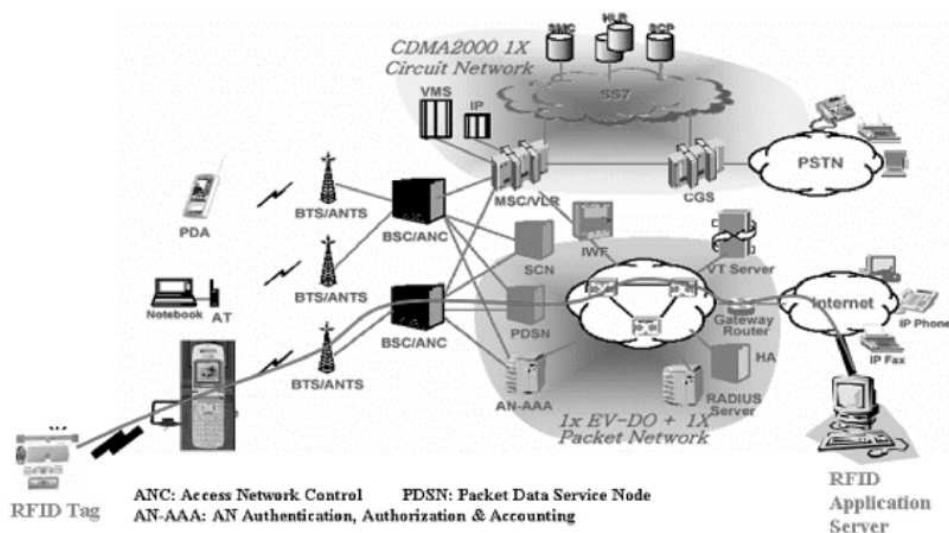 SMC
HLR
SCP
CDMA2000 1X
Circuit Network
SS7
VMS
IP
PSTN
MSC/VLR
CGS
BTS/ANTS
PDA
BSC/ANC
IWF
SCN
VT Server
BTS/ANTS
Notebook
AT
PDSN
Internet
Gateway
Router
IP Phone
BSC/ANC
HA
IP Fax
BTS/ANTS
AN-AAA
RADIUS
Server
1x EV-DO + 1X
Packet Network
RFID Tag
RFID
Application
Server
ANC: Access Network Control
PDSN: Packet Data Service Node
AN-AAA: AN Authentication, Authorization & Accounting